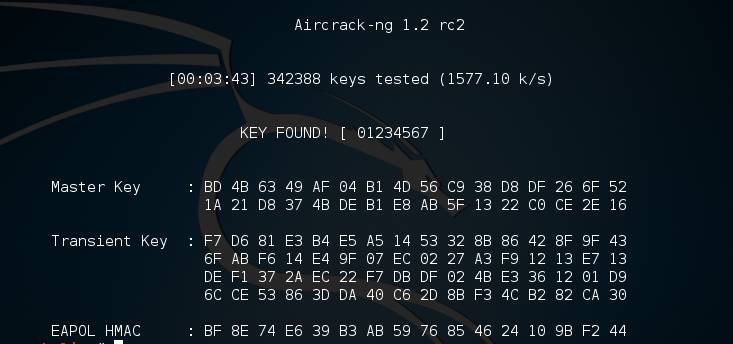 Aircrack-ng 1.2 rc2
[00:03:43] 342388 keys tested (1577.10 k/s)
KEY FOUND! [ 01234567 ]
Master Key : BD 4B 63 49 AF 04 B1 4D 56 C9 38 D8 DF 26 6F 52
1A 21 D8 37 4B DE B1 E8 AB 5F 13 22 C0 CE 2E 16
Transient Key : F7 D6 81 E3 B4 E5 A5 14 53 32 8B 86 42 8F 9F 43
6F AB F6 14 E4 9F 07 EC 02 27 A3 F9 12 13 E7 13
DE F1 37 2A EC 22 F7 DB DF 02 4B E3 36 12 01 D9
6C CE 53 86 3D DA 40 C6 2D 8B F3 4C B2 82 CA 30
EAPOL HMAC : BF 8E 74 E6 39 B3 AB 59 76 85 46 24 10 9B F2 44